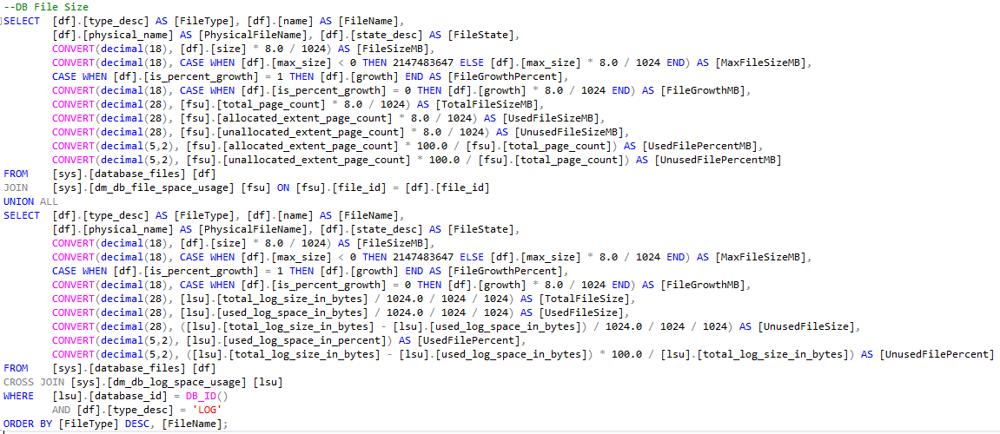 --DB File Size
SELECT [df].[type_desc] AS [FileType], [df].[name] AS [FileName],
[df].[physical_name] AS [PhysicalFileName], [df].[state_desc] AS [FileState],
CONVERT(decimal(18), [df].[size] * 8.0 / 1024) AS [FileSizeMB],
CONVERT(decimal(18), CASE WHEN [df].[max_size] < 0 THEN 2147483647 ELSE [df].[max_size] * 8.0 / 1024 END) AS [MaxFileSizeMB],
CASE WHEN [df].[is_percent_growth] = 1 THEN [df].[growth] END AS [FileGrowthPercent],
CONVERT(decimal(18), CASE WHEN [df].[is_percent_growth] = 0 THEN [df].[growth] * 8.0 / 1024 END) AS [FileGrowthMB],
CONVERT(decimal(28), [fsu].[total_page_count] * 8.0 / 1024) AS [TotalFileSizeMB],
CONVERT(decimal(28), [fsu].[allocated_extent_page_count] * 8.0 / 1024) AS [UsedFileSizeMB],
CONVERT(decimal(28), [fsu].[unallocated_extent_page_count] * 8.0 / 1024) AS [UnusedFileSizeMB],
CONVERT(decimal(5,2), [fsu].[allocated_extent_page_count] * 100.0 / [fsu].[total_page_count]) AS [UsedFilePercentMB],
CONVERT(decimal(5,2), [fsu].[unallocated_extent_page_count] * 100.0 / [fsu].[total_page_count]) AS [UnusedFilePercentMB]
FROM [sys].[database_files] [df]
JOIN [sys].[dm_db_file_space_usage] [fsu] ON [fsu].[file_id] = [df].[file_id]
UNION ALL
SELECT [df].[type_desc] AS [FileType], [df].[name] AS [FileName],
[df].[physical_name] AS [PhysicalFileName], [df].[state_desc] AS [FileState],
CONVERT(decimal(18), [df].[size] * 8.0 / 1024) AS [FileSizeMB],
CONVERT(decimal(18), CASE WHEN [df].[max_size] < 0 THEN 2147483647 ELSE [df].[max_size] * 8.0 / 1024 END) AS [MaxFileSizeMB],
CASE WHEN [df].[is_percent_growth] = 1 THEN [df].[growth] END AS [FileGrowthPercent],
CONVERT(decimal(18), CASE WHEN [df].[is_percent_growth] = 0 THEN [df].[growth] * 8.0 / 1024 END) AS [FileGrowthMB],
CONVERT(decimal(28), [lsu].[total_log_size_in_bytes] / 1024.0 / 1024 / 1024) AS [TotalFileSize],
CONVERT(decimal(28), [lsu].[used_log_space_in_bytes] / 1024.0 / 1024 / 1024) AS [UsedFileSize],
CONVERT(decimal(28), ([lsu].[total_log_size_in_bytes] - [lsu].[used_log_space_in_bytes]) / 1024.0 / 1024 / 1024) AS [UnusedFileSize],
CONVERT(decimal(5,2), [lsu].[used_log_space_in_percent]) AS [UsedFilePercent],
CONVERT(decimal(5,2), ([lsu].[total_log_size_in_bytes] - [lsu].[used_log_space_in_bytes]) * 100.0 / [lsu].[total_log_size_in_bytes]) AS [UnusedFilePercent]
FROM [sys].[database_files] [df]
CROSS JOIN [sys].[dm_db_log_space_usage] [lsu]
WHERE [lsu].[database_id] = DB_ID()
AND [df].[type_desc] = 'LOG'
ORDER BY [FileType] DESC, [FileName];